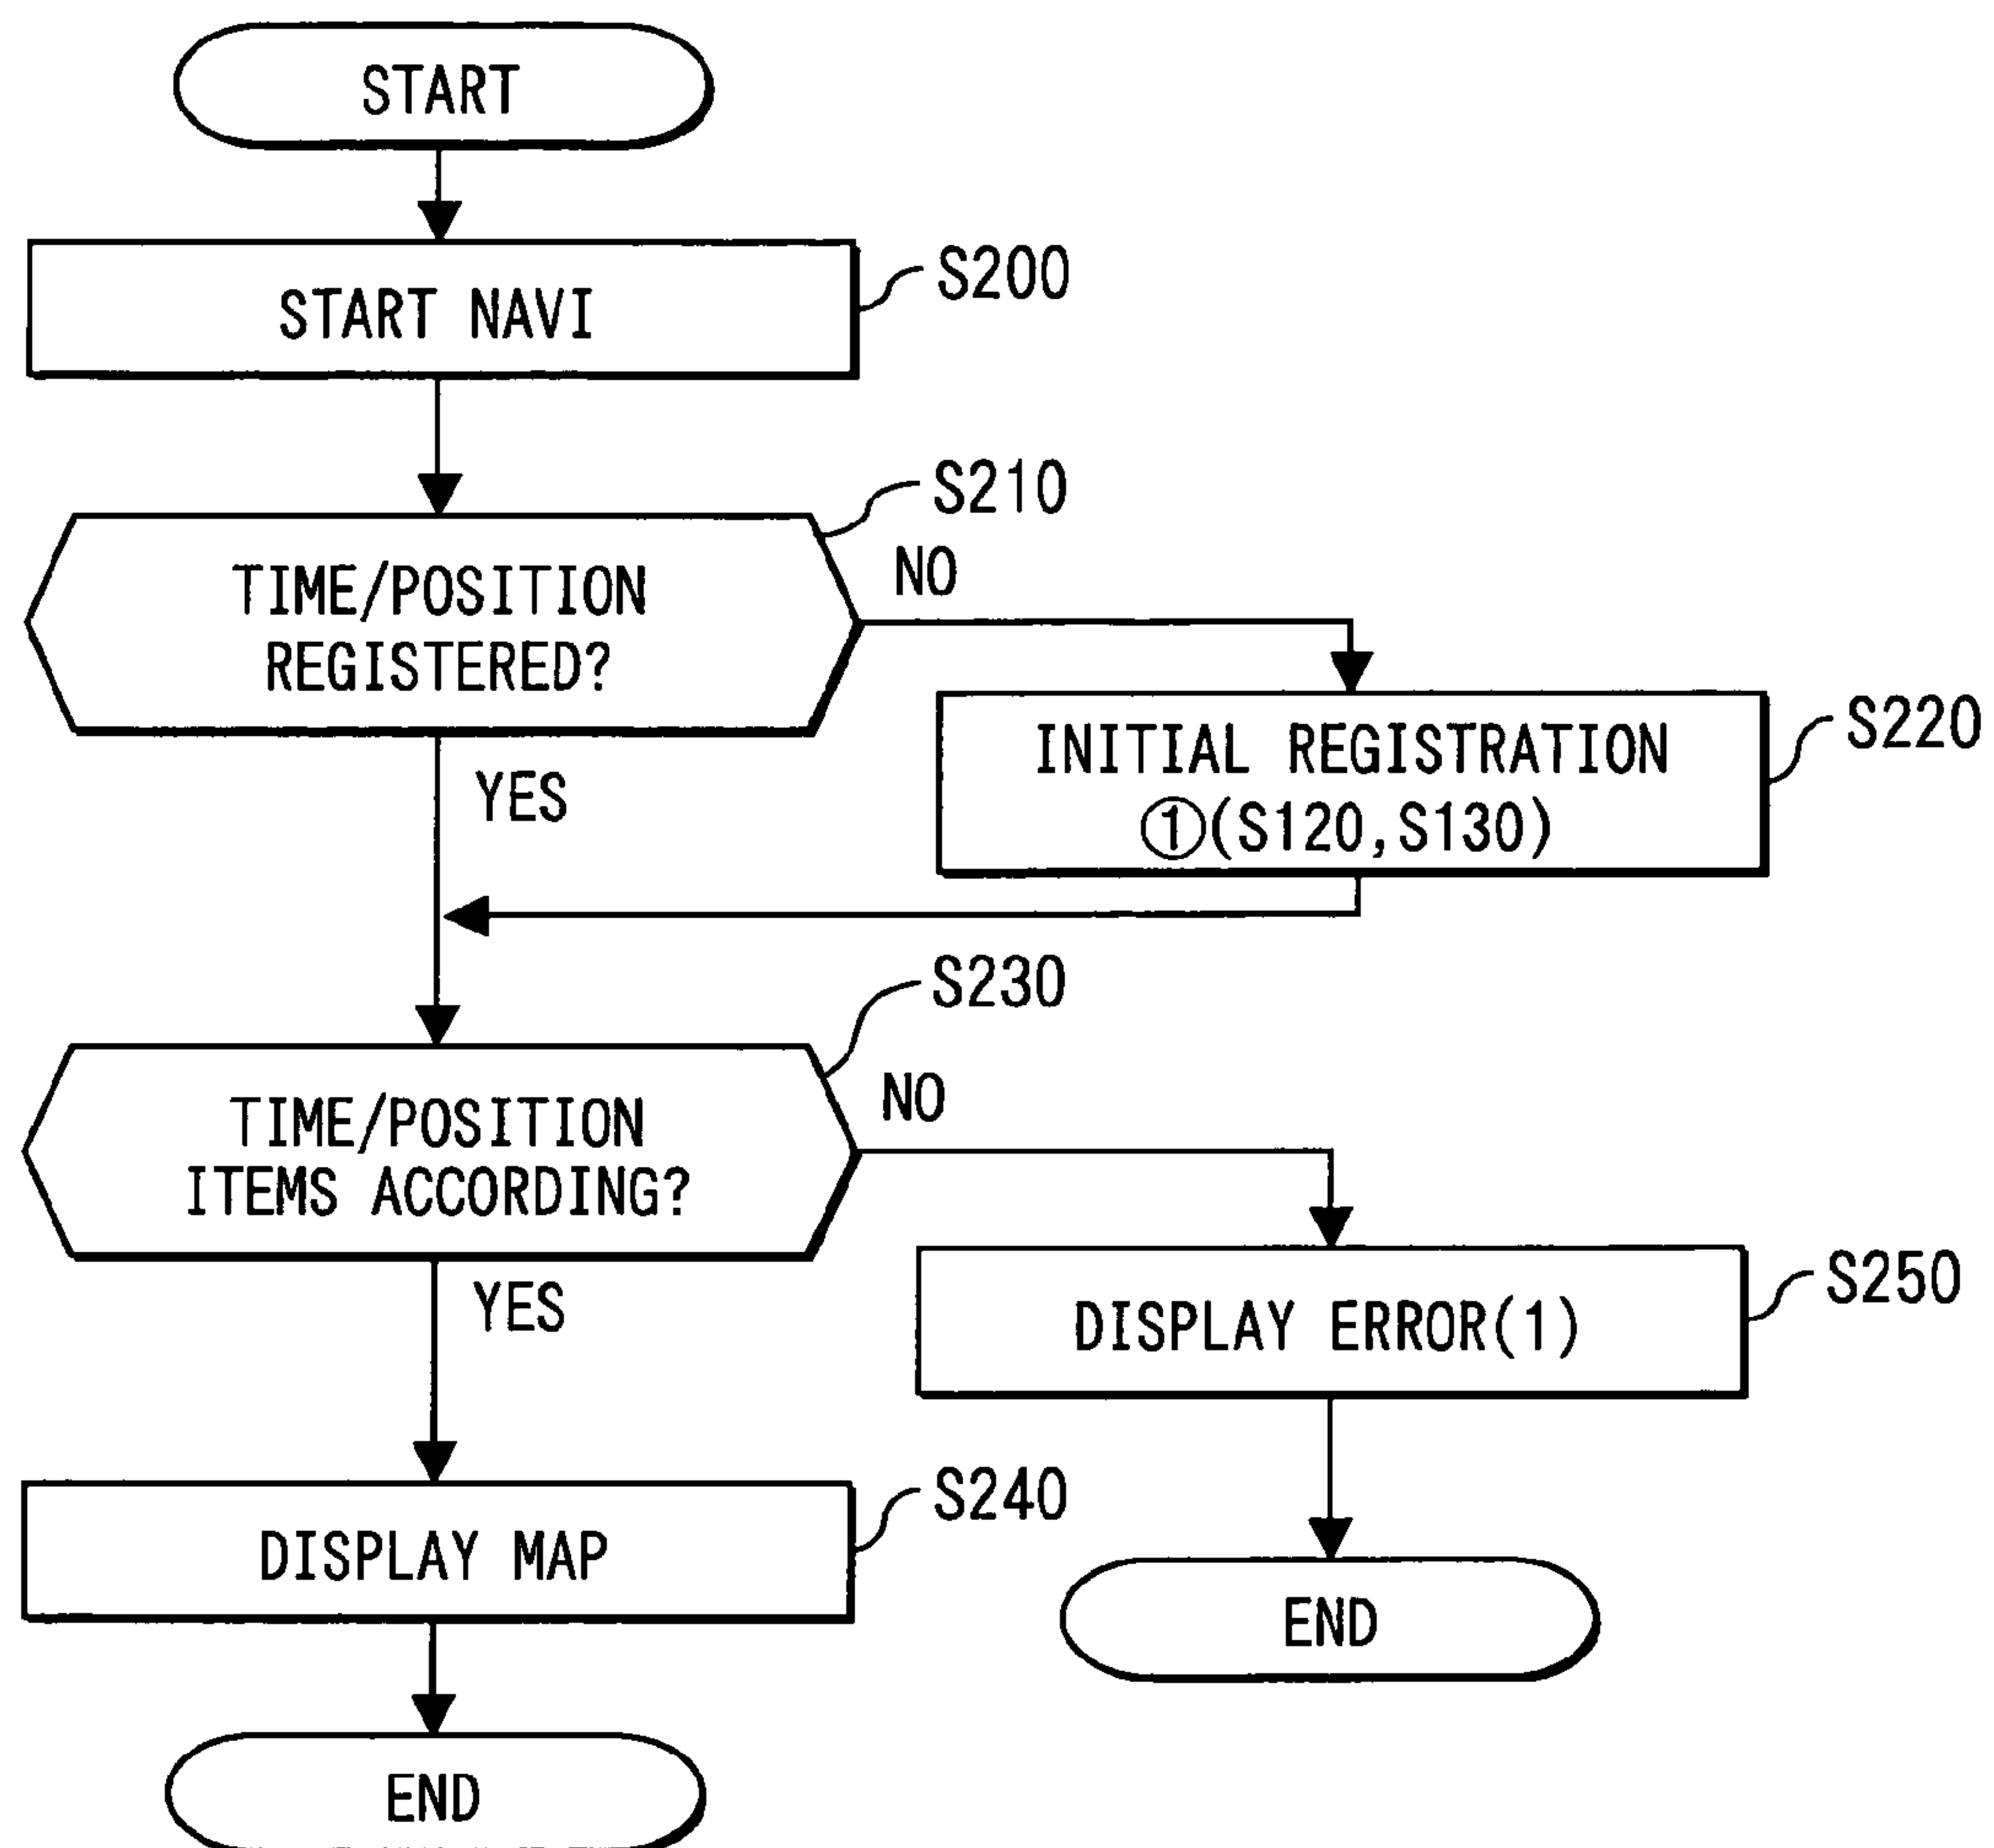 START
START NAVI
S200
S210
TIME/POSITION
REGISTERED?
NO
YES
INITIAL REGISTRATION
①(S120,S130)
S220
S230
TIME/POSITION
ITEMS ACCORDING?
NO
YES
DISPLAY ERROR(1)
S250
DISPLAY MAP
S240
END
END